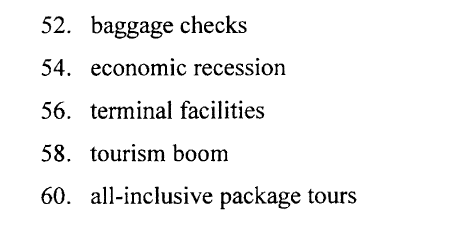 52. baggage checks
54. economic recession
56. terminal facilities
58. tourism boom
60. all-inclusive package tours